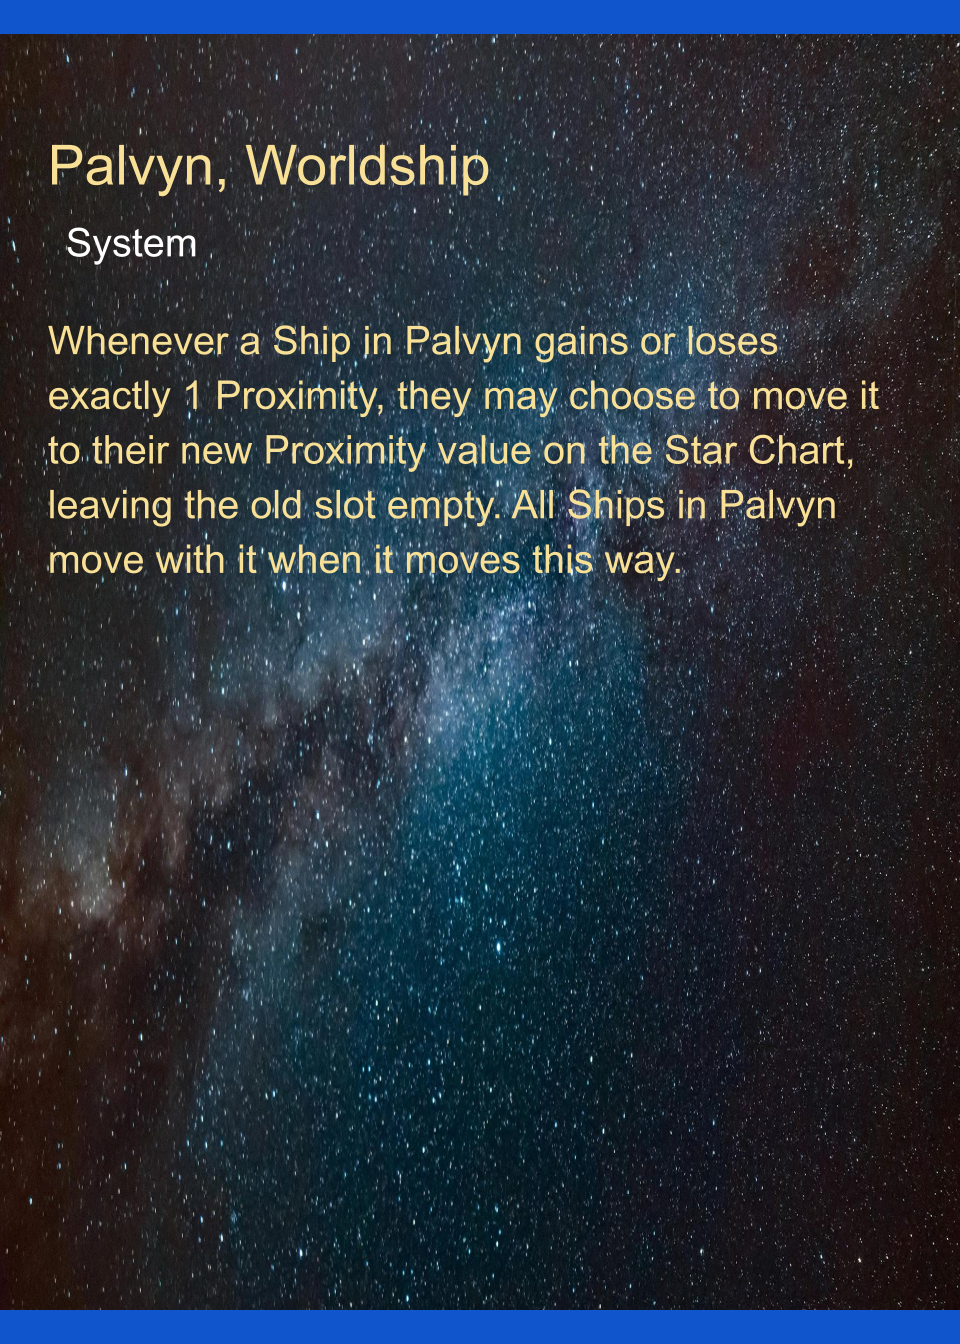 Palvyn, Worldship
System
Whenever a Ship in Palvyn gains or loses
exactly 1 Proximity, they may choose to move it
to their new Proximity value on the Star Chart,
leaving the old slot empty. All Ships in Palvyn
move with it when it moves this way.